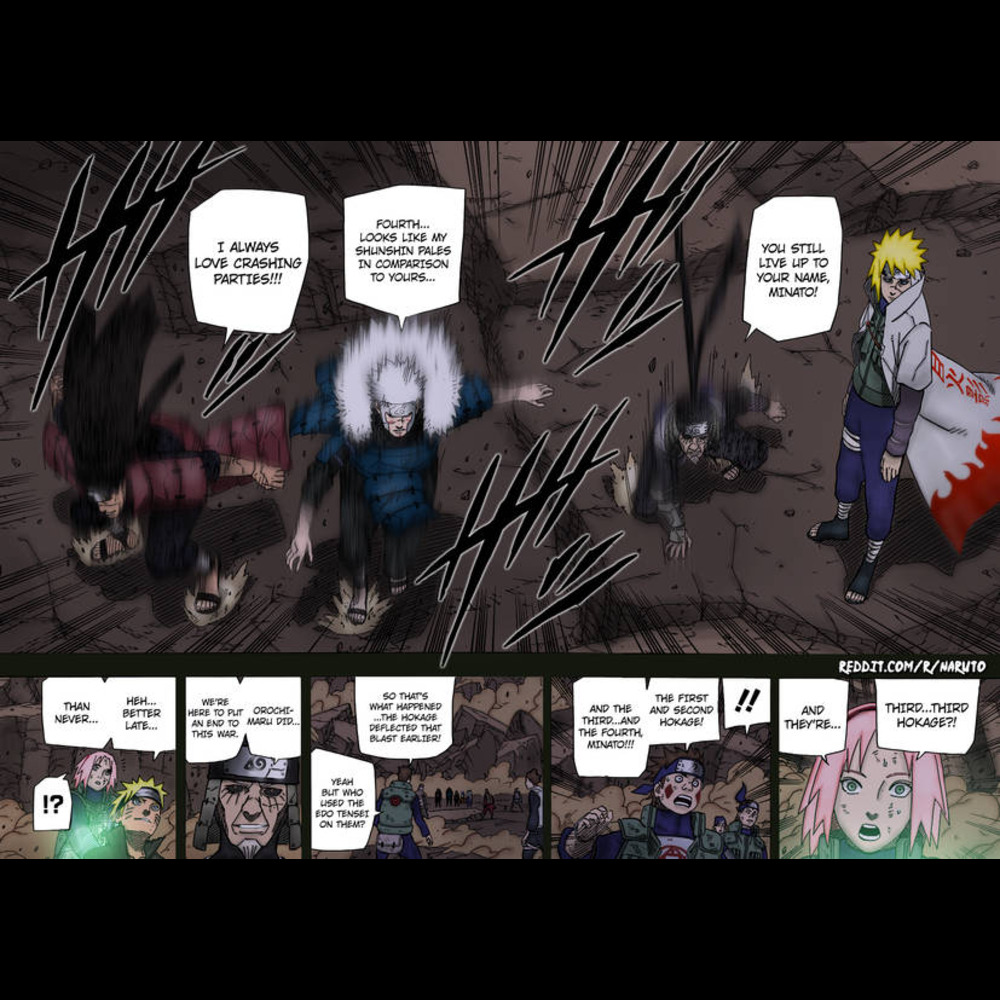 YOU STILL
LIVE UP TO
YOUR NAME,
MINATO!
FOURTH...
LOOKS LIKE MY
SHUNSHIN PALES
IN COMPARISON
TO YOURS...
I ALWAYS
LOVE CRASHING
PARTIES!!!
REDDIT.COM/R/NARUTO
THIRD...THIRD
HOKAGE?!
AND
THEY'RE...
!!
THE FIRST
AND SECOND
HOKAGE!
AND THE
THIRD...AND
THE FOURTH,
MINATO!!!
SO THAT'S
WHAT HAPPENED
...THE HOKAGE
DEFLECTED THAT
BLAST EARLIER!
YEAH
BUT WHO
USED THE
EDO TENSEI
ON THEM?
OROCHI-
MARU DID...
WE'RE
HERE TO PUT
AN END TO
THIS WAR.
HEH...
BETTER
LATE...
THAN
NEVER...
!?